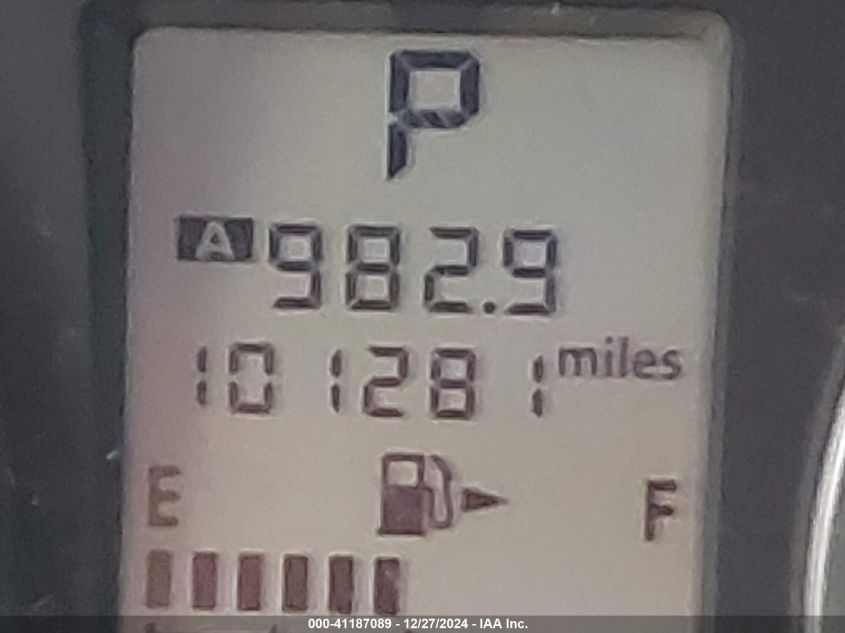 P
A 982.9
101281 miles
E F
000-41187089 - 12/27/2024 - IAA Inc.